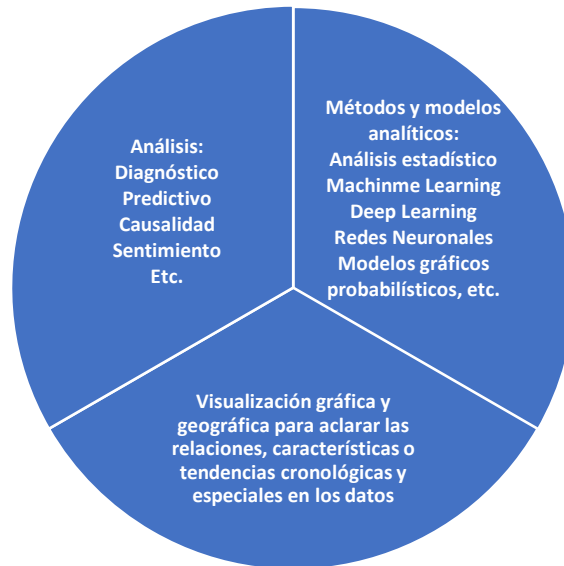 Análisis:
Diagnóstico
Predictivo
Causalidad
Sentimiento
Etc.
Métodos y modelos
analíticos:
Análisis estadístico
Machinme Learning
Deep Learning
Redes Neuronales
Modelos gráficos
probabilísticos, etc.
Visualización gráfica y
geográfica para aclarar las
relaciones, características o
tendencias cronológicas y
especiales en los datos